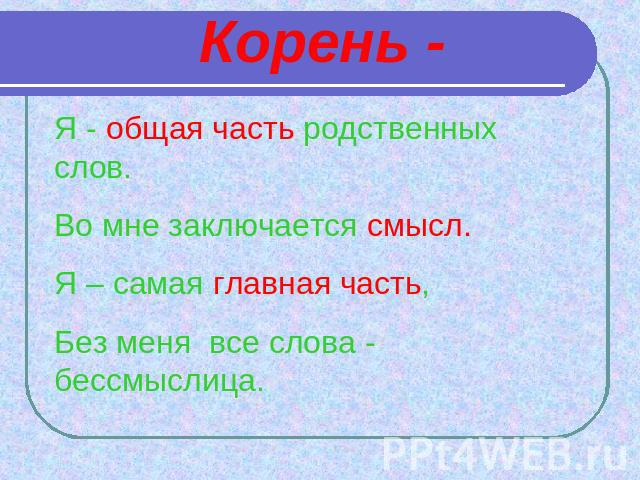 Корень -
Я - общая часть родственных
слов.
Во мне заключается смысл.
Я – самая главная часть,
Без меня  все слова -
бессмыслица.
PPt4WEB.ru